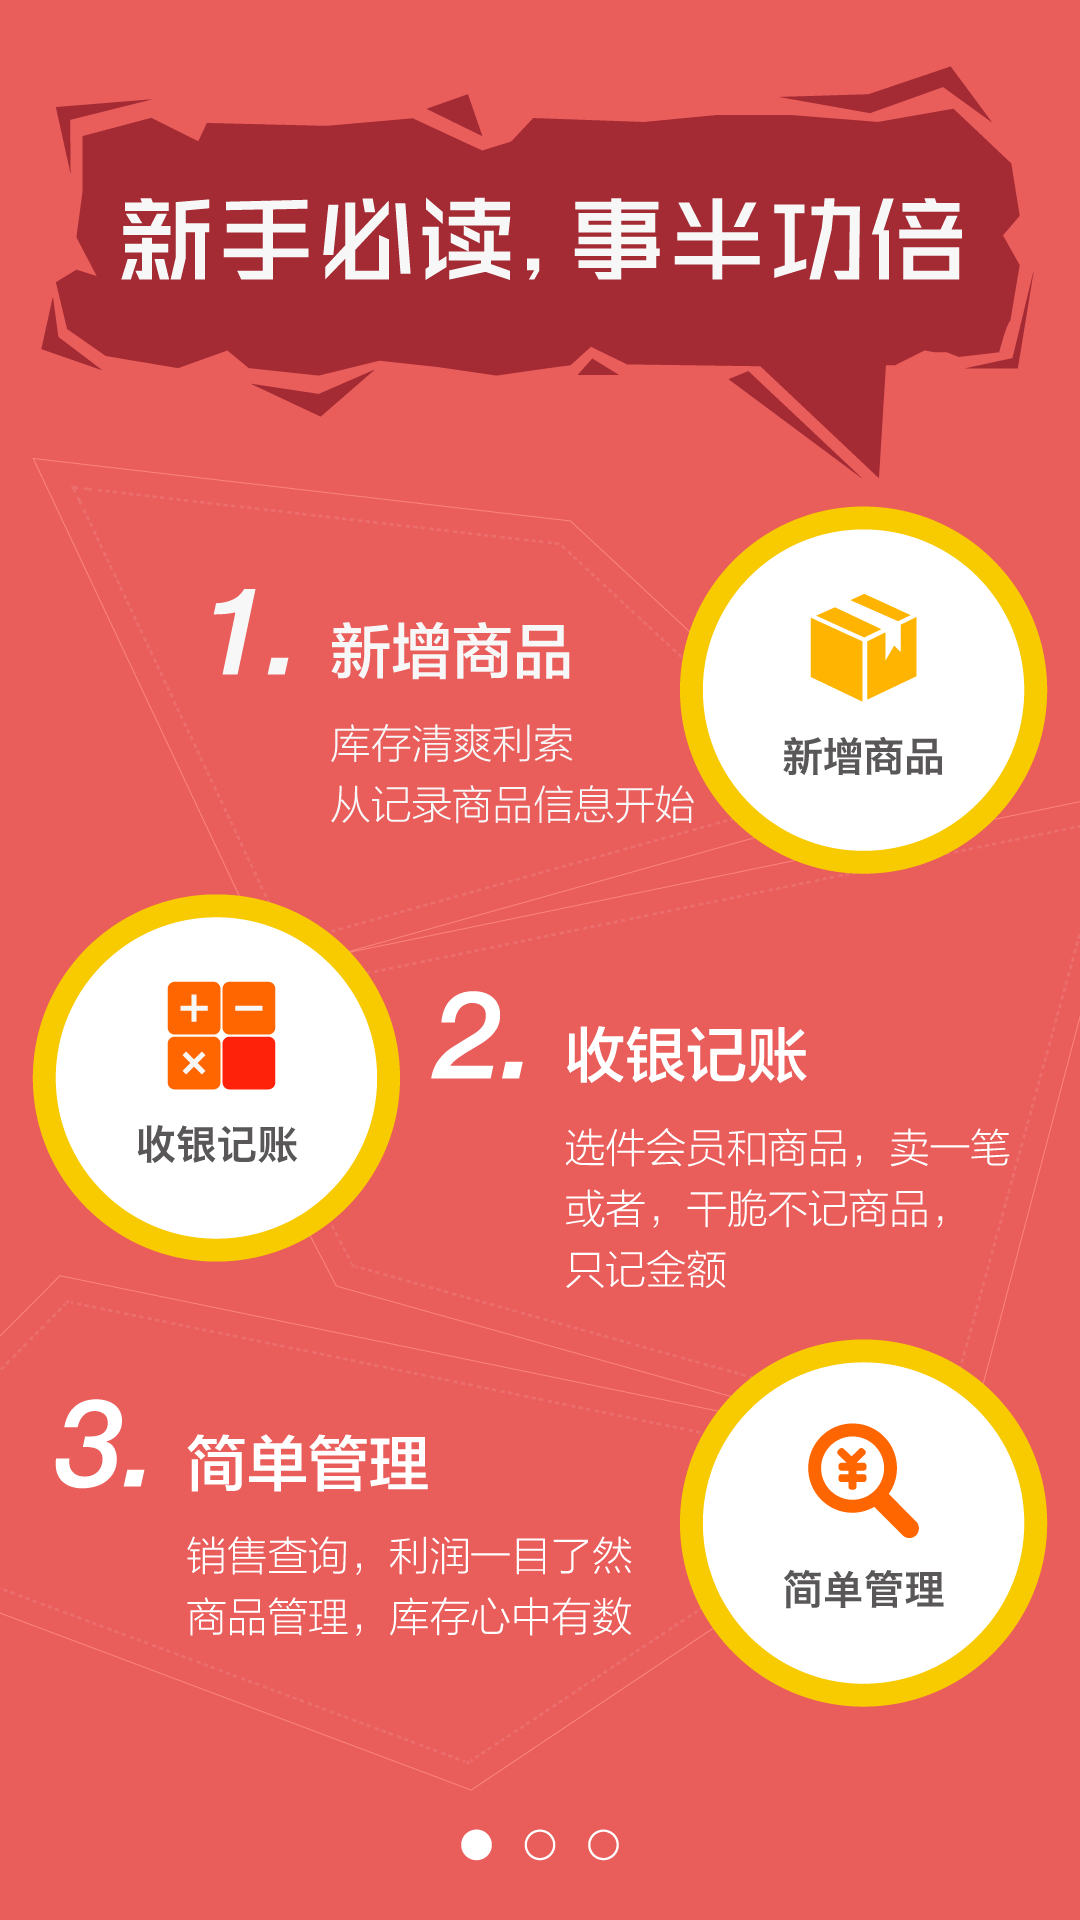 新手必读，事半功倍
1. 新增商品
库存清爽利索
从记录商品信息开始
新增商品
收银记账
2. 收银记账
选件会员和商品，卖一笔
或者，干脆不记商品，
只记金额
3. 简单管理
销售查询，利润一目了然
商品管理，库存心中有数
简单管理